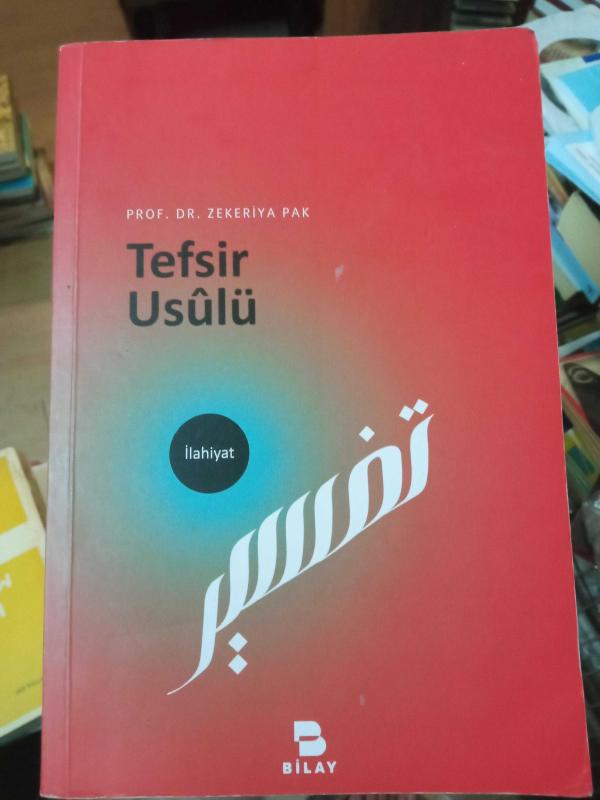 PROF. DR. ZEKERİYA PAK
Tefsir
Usûlü
İlahiyat
تفسير
BİLAY